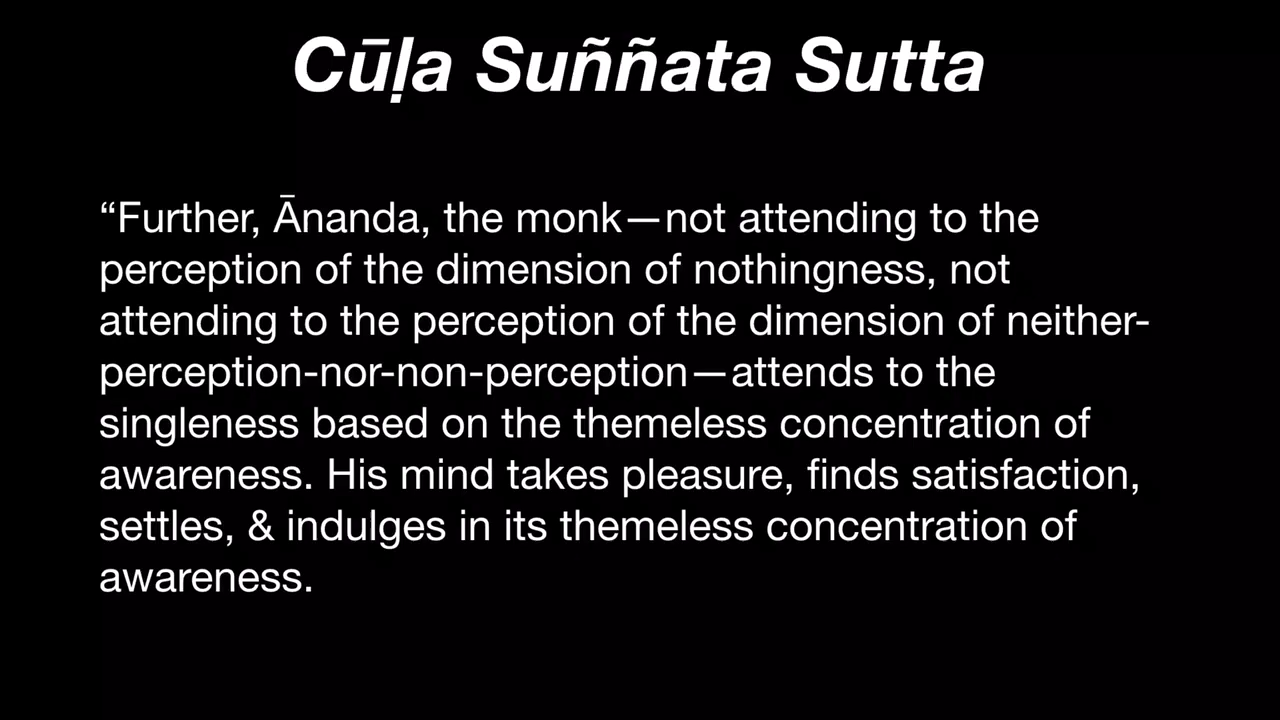 Cūḷa Suññata Sutta
“Further, Ānanda, the monk—not attending to the
perception of the dimension of nothingness, not
attending to the perception of the dimension of neither-
perception-nor-non-perception—attends to the
singleness based on the themeless concentration of
awareness. His mind takes pleasure, finds satisfaction,
settles, & indulges in its themeless concentration of
awareness.